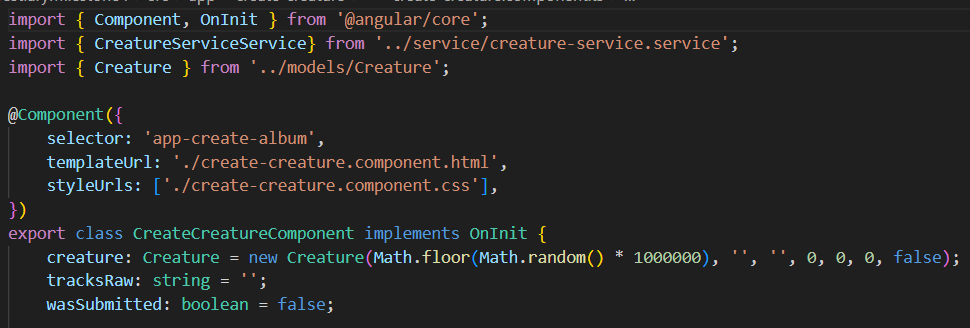 import { Component, OnInit } from '@angular/core';
import { CreatureServiceService} from '../service/creature-service.service';
import { Creature } from '../models/Creature';
@Component({
    selector: 'app-create-album',
    templateUrl: './create-creature.component.html',
    styleUrls: ['./create-creature.component.css'],
})
export class CreateCreatureComponent implements OnInit {
    creature: Creature = new Creature(Math.floor(Math.random() * 1000000), '', '', 0, 0, 0, false);
    tracksRaw: string = '';
    wasSubmitted: boolean = false;